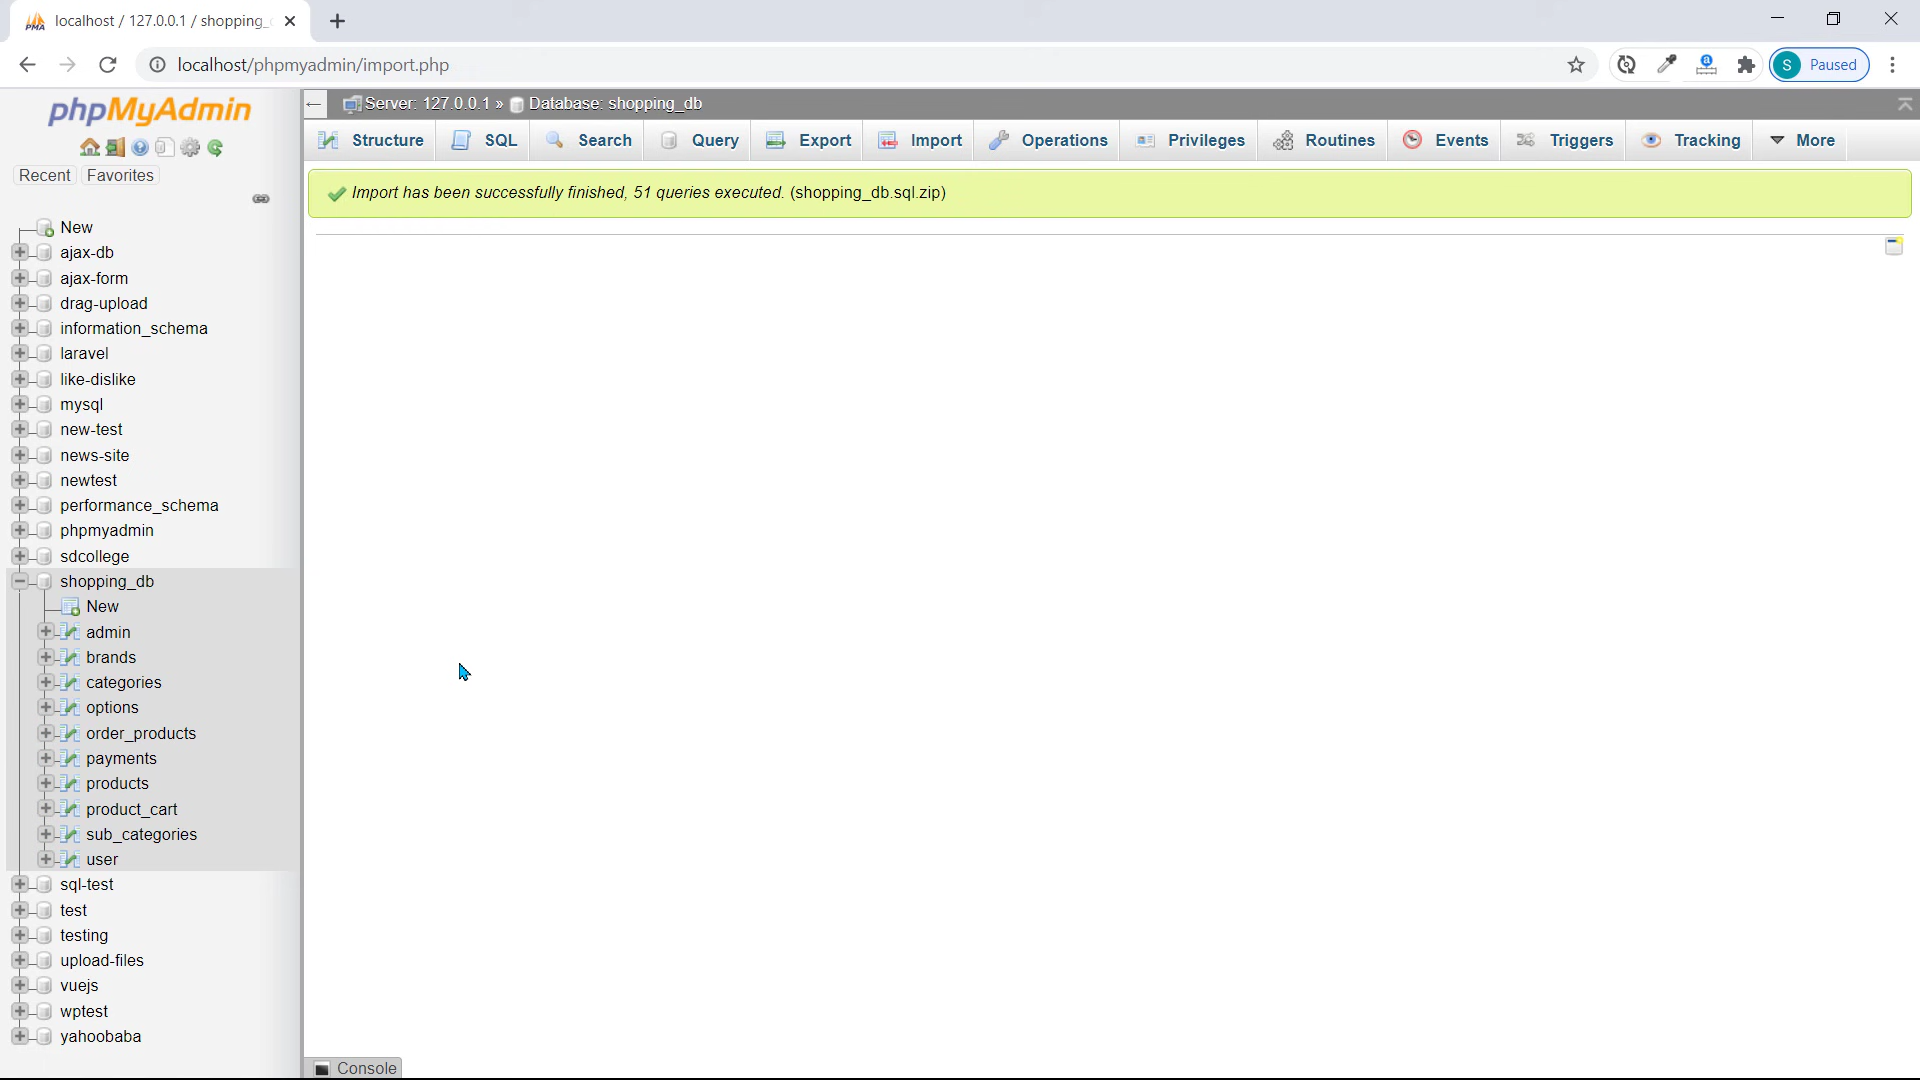 localhost / 127.0.0.1 / shopping_
localhost/phpmyadmin/import.php
S Paused
phpMyAdmin
Recent Favorites
Server: 127.0.0.1 » Database: shopping_db
Structure SQL Search Query Export Import Operations Privileges Routines Events Triggers Tracking More
Import has been successfully finished, 51 queries executed. (shopping_db.sql.zip)
New
ajax-db
ajax-form
drag-upload
information_schema
laravel
like-dislike
mysql
new-test
news-site
newtest
performance_schema
phpmyadmin
sdcollege
shopping_db
New
admin
brands
categories
options
order_products
payments
products
product_cart
sub_categories
user
sql-test
test
testing
upload-files
vuejs
wptest
yahoobaba
Console